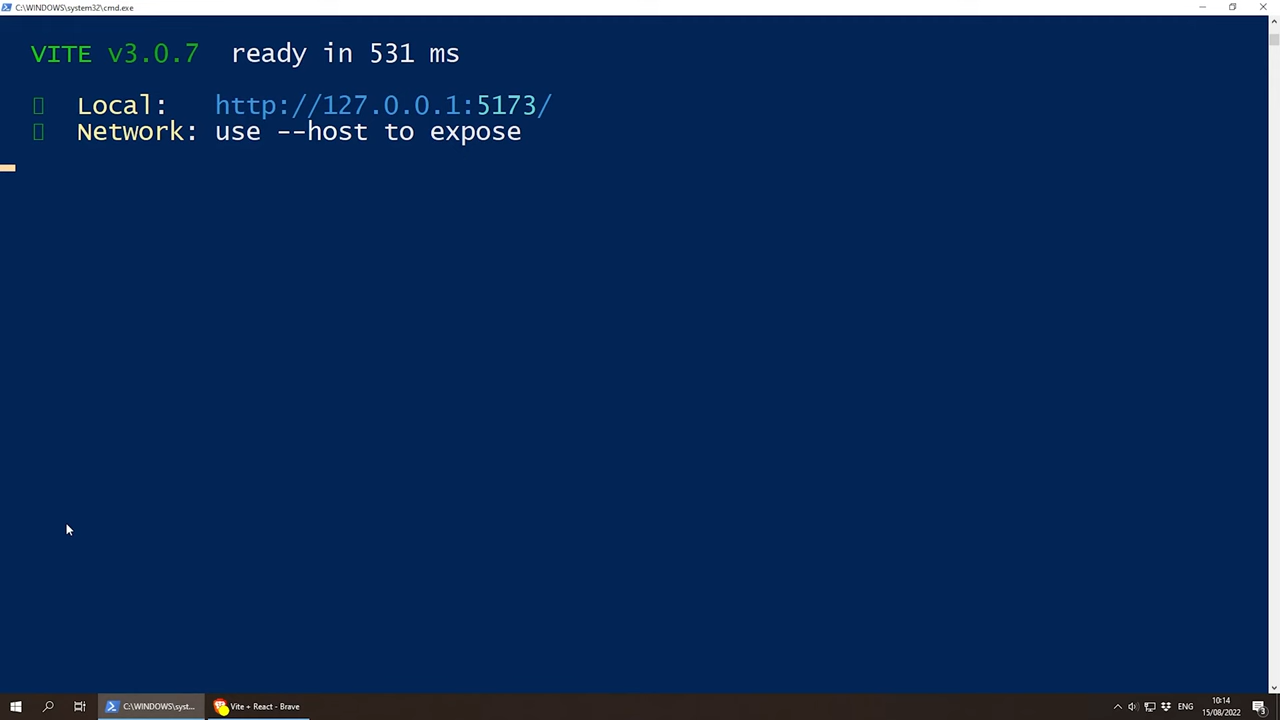 C:\WINDOWS\system32\cmd.exe
VITE v3.0.7 ready in 531 ms
Local: http://127.0.0.1:5173/
Network: use --host to expose
C:\WINDOWS\syst...
Vite + React - Brave
ENG
10:14
15/08/2022
3